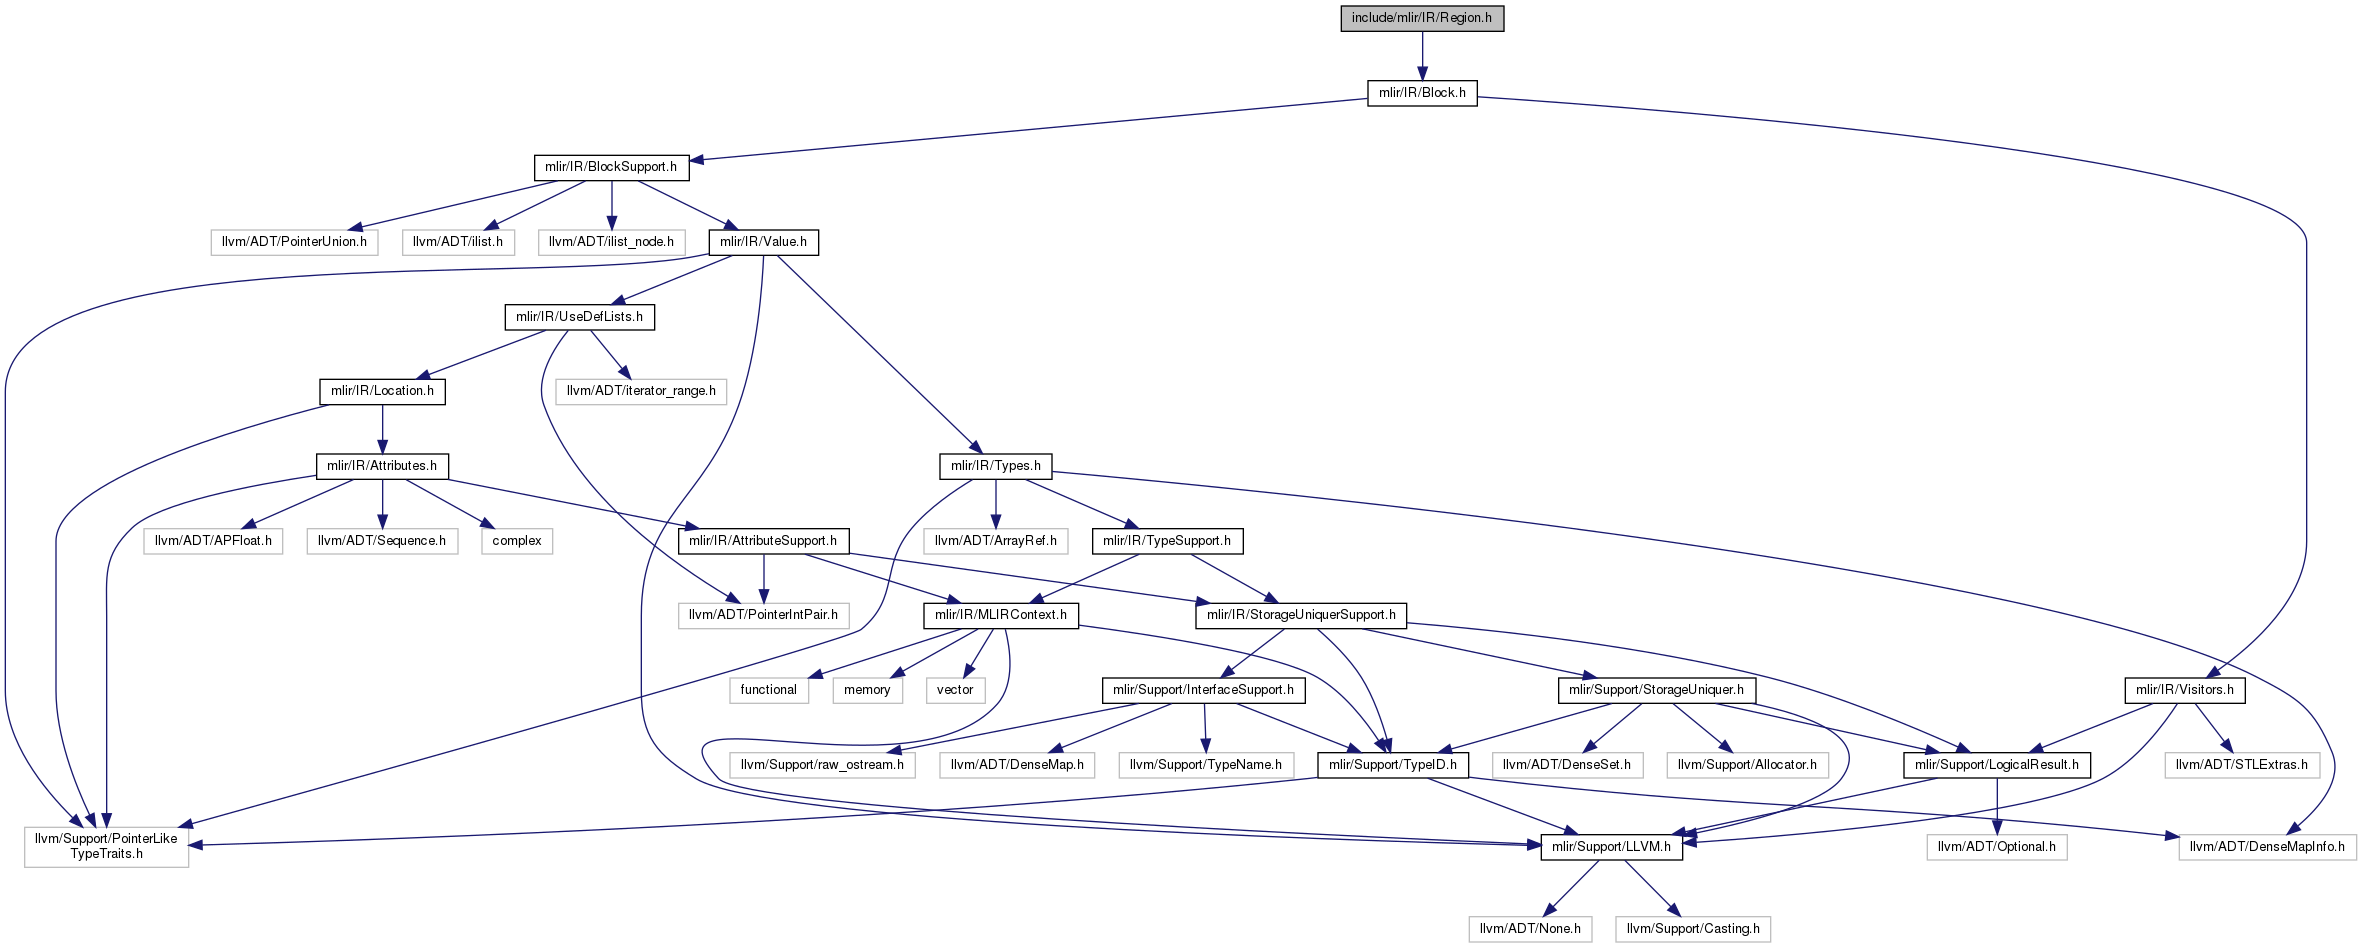 include/mlir/IR/Region.h
mlir/IR/Block.h
mlir/IR/BlockSupport.h
llvm/ADT/PointerUnion.h
llvm/ADT/ilist.h
llvm/ADT/ilist_node.h
mlir/IR/Value.h
mlir/IR/UseDefLists.h
mlir/IR/Location.h
llvm/ADT/iterator_range.h
mlir/IR/Attributes.h
mlir/IR/Types.h
llvm/ADT/APFloat.h
llvm/ADT/Sequence.h
complex
mlir/IR/AttributeSupport.h
llvm/ADT/ArrayRef.h
mlir/IR/TypeSupport.h
llvm/ADT/PointerIntPair.h
mlir/IR/MLIRContext.h
mlir/IR/StorageUniquerSupport.h
functional
memory
vector
mlir/Support/InterfaceSupport.h
mlir/Support/StorageUniquer.h
mlir/IR/Visitors.h
llvm/Support/raw_ostream.h
llvm/ADT/DenseMap.h
llvm/Support/TypeName.h
mlir/Support/TypeID.h
llvm/ADT/DenseSet.h
llvm/Support/Allocator.h
mlir/Support/LogicalResult.h
llvm/ADT/STLExtras.h
llvm/Support/PointerLike
TypeTraits.h
mlir/Support/LLVM.h
llvm/ADT/Optional.h
llvm/ADT/DenseMapInfo.h
llvm/ADT/None.h
llvm/Support/Casting.h